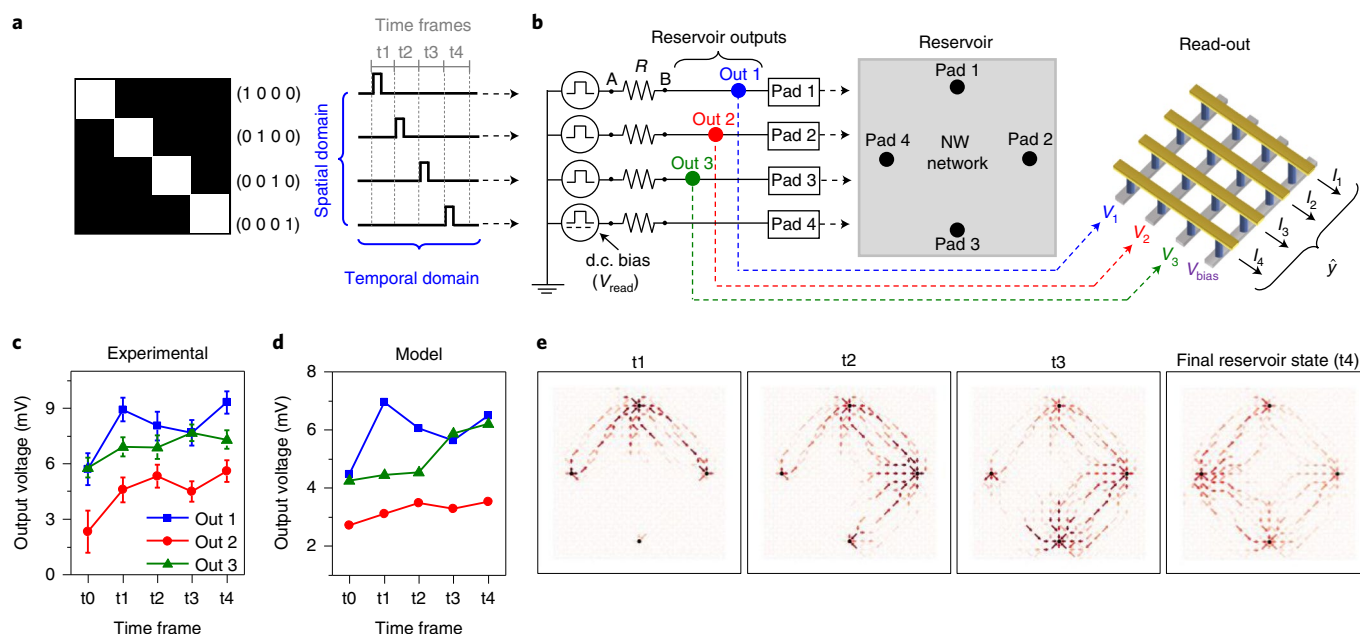 a
Time frames
t1 t2 t3 t4
(1 0 0 0)
(0 1 0 0)
(0 0 1 0)
(0 0 0 1)
Spatial domain
Temporal domain
b
Reservoir outputs
A R B
Out 1
Out 2
Out 3
Pad 1
Pad 2
Pad 3
Pad 4
d.c. bias
(Vread)
Reservoir
Pad 1
Pad 4
Pad 2
NW
network
Pad 3
Read-out
V1
V2
V3
Vbias
I1
I2
I3
I4
ŷ
c
Experimental
Output voltage (mV)
9
6
3
0
Out 1
Out 2
Out 3
t0 t1 t2 t3 t4
Time frame
d
Model
Output voltage (mV)
8
6
4
2
t0 t1 t2 t3 t4
Time frame
e
t1
t2
t3
Final reservoir state (t4)